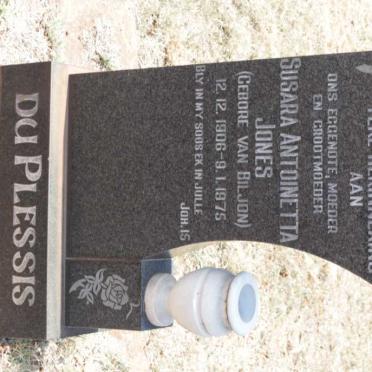 AAN
ONS EGGENOTE, MOEDER
EN GROOTMOEDER
SUSARA ANTOINETTA
JONES
(GEBORE VAN BILJON)
12.12.1906-9.1.1975
BLY IN MY SOOS EK IN JULLE
JOH.15
DU PLESSIS